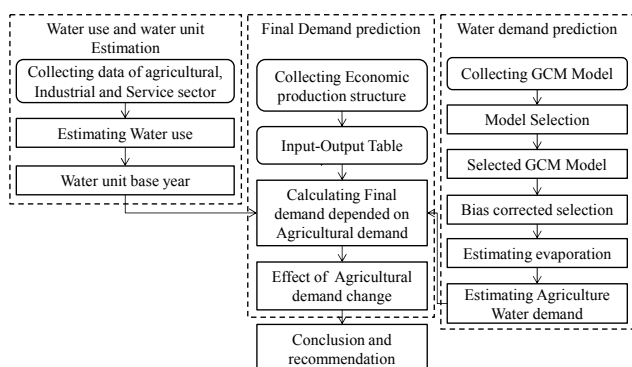 Water use and water unit
Estimation
Collecting data of agricultural,
Industrial and Service sector
Estimating Water use
Water unit base year
Final Demand prediction
Collecting Economic
production structure
Input-Output Table
Calculating Final
demand depended on
Agricultural demand
Effect of Agricultural
demand change
Conclusion and
recommendation
Water demand prediction
Collecting GCM Model
Model Selection
Selected GCM Model
Bias corrected selection
Estimating evaporation
Estimating Agriculture
Water demand